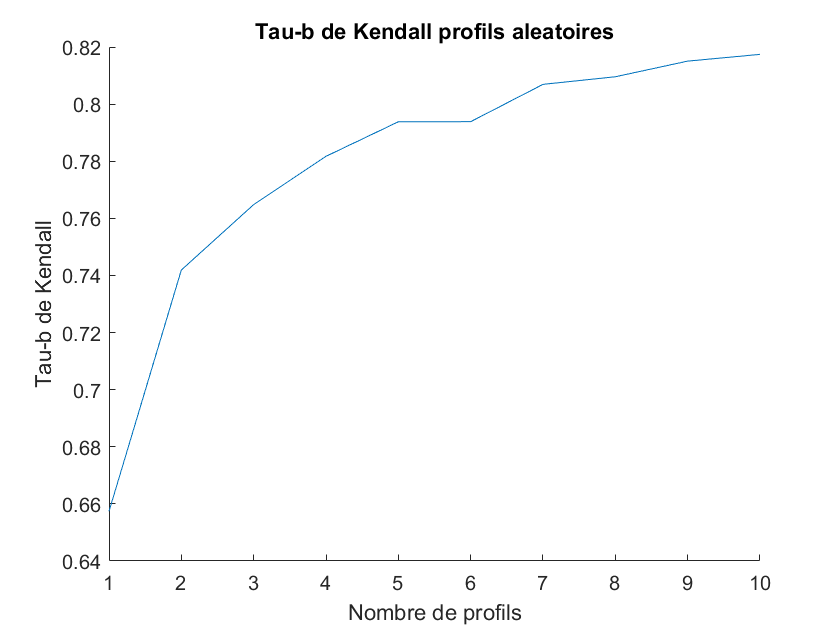 Tau-b de Kendall profils aleatoires
0.82
0.8
0.78
0.76
0.74
0.72
0.7
0.68
0.66
0.64
Tau-b de Kendall
1 2 3 4 5 6 7 8 9 10
Nombre de profils